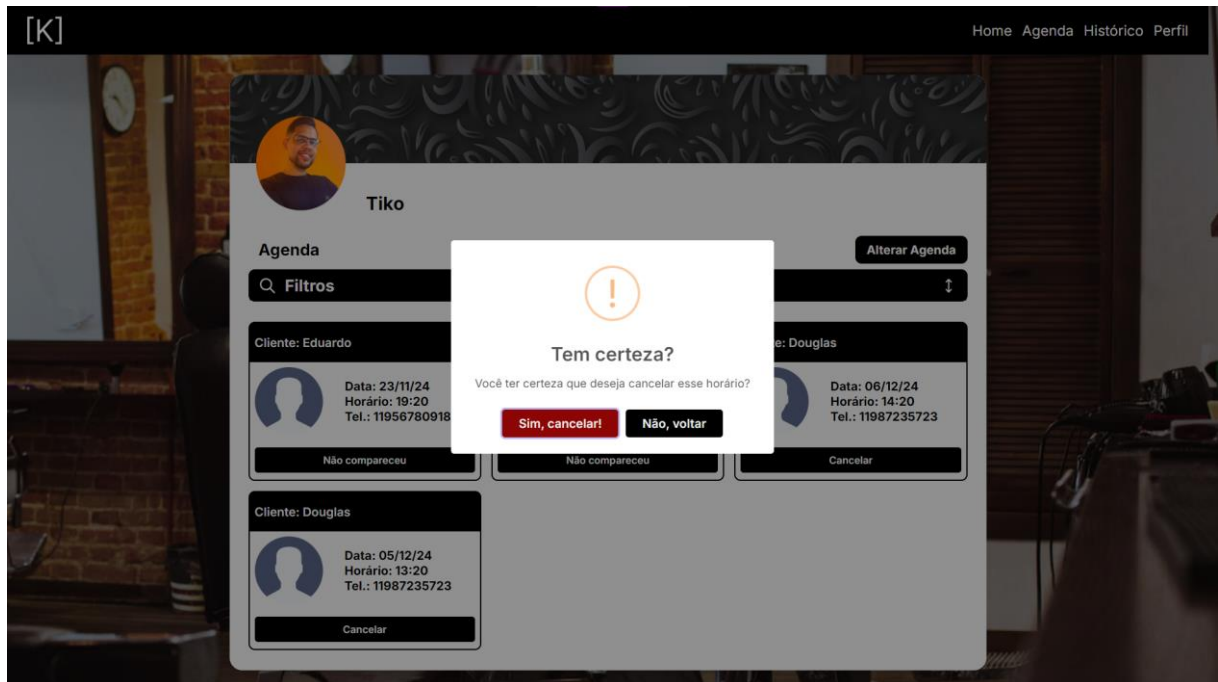 [K]
Home Agenda Histórico Perfil
Tiko
Agenda
Alterar Agenda
Filtros
Cliente: Eduardo
Data: 23/11/24
Horário: 19:20
Tel.: 11956780918
Não compareceu
!
Tem certeza?
Você ter certeza que deseja cancelar esse horário?
Sim, cancelar! Não, voltar
Não compareceu
e: Douglas
Data: 06/12/24
Horário: 14:20
Tel.: 11987235723
Cancelar
Cliente: Douglas
Data: 05/12/24
Horário: 13:20
Tel.: 11987235723
Cancelar